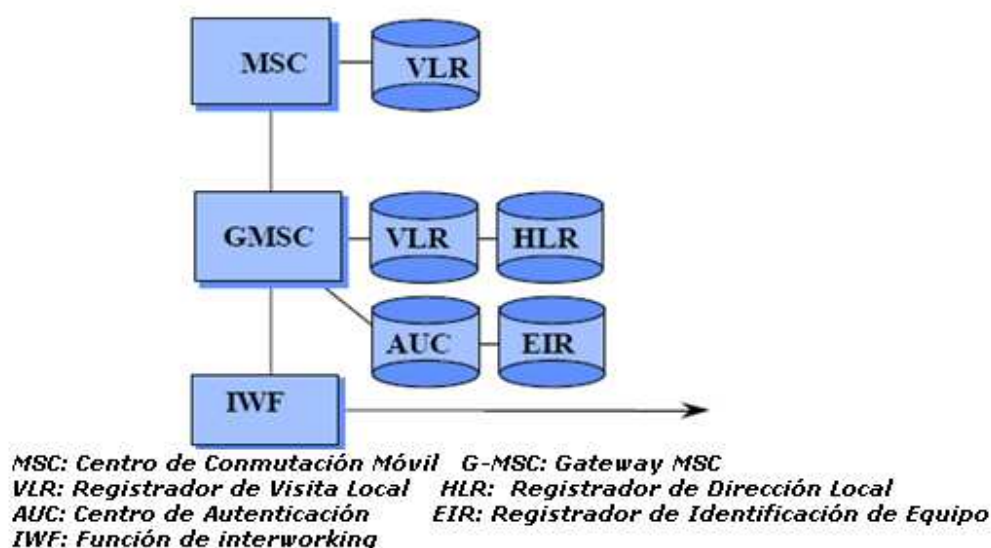 MSC VLR
GMSC VLR HLR
AUC EIR
IWF
MSC: Centro de Conmutación Móvil G-MSC: Gateway MSC
VLR: Registrador de Visita Local HLR: Registrador de Dirección Local
AUC: Centro de Autenticación EIR: Registrador de Identificación de Equipo
IWF: Función de interworking